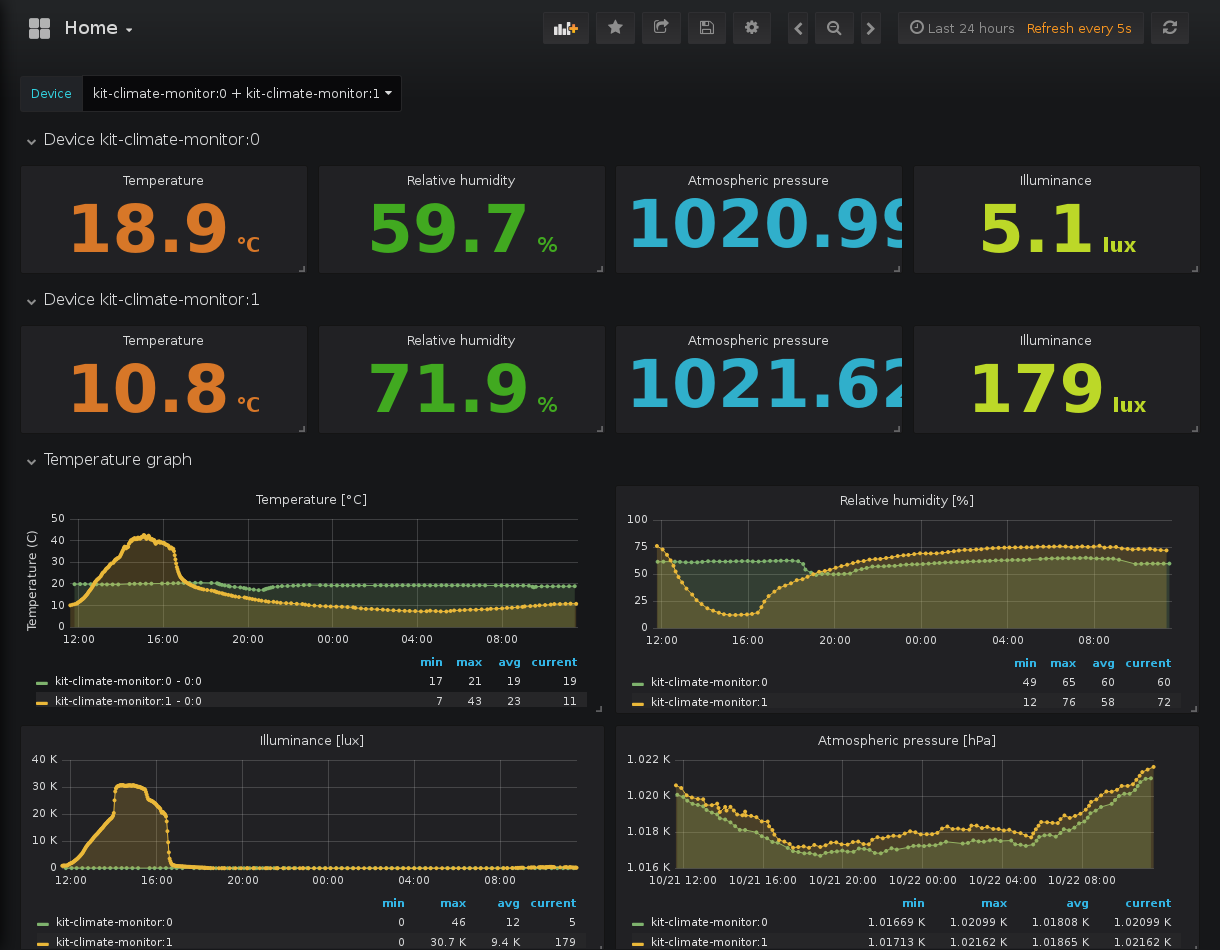 Home
Last 24 hours Refresh every 5s
Device kit-climate-monitor:0 + kit-climate-monitor:1
Device kit-climate-monitor:0
Temperature Relative humidity Atmospheric pressure Illuminance
18.9 °C 59.7 % 1020.99 5.1 lux
Device kit-climate-monitor:1
Temperature Relative humidity Atmospheric pressure Illuminance
10.8 °C 71.9 % 1021.62 179 lux
Temperature graph
Temperature [°C]
Temperature (C)
50
40
30
20
10
0
12:00 16:00 20:00 00:00 04:00 08:00
min max avg current
kit-climate-monitor:0 - 0:0 17 21 19 19
kit-climate-monitor:1 - 0:0 7 43 23 11
Relative humidity [%]
100
75
50
25
0
12:00 16:00 20:00 00:00 04:00 08:00
min max avg current
kit-climate-monitor:0 49 65 60 60
kit-climate-monitor:1 12 76 58 72
Illuminance [lux]
40 K
30 K
20 K
10 K
0
12:00 16:00 20:00 00:00 04:00 08:00
min max avg current
kit-climate-monitor:0 0 46 12 5
kit-climate-monitor:1 0 30.7 K 9.4 K 179
Atmospheric pressure [hPa]
1.022 K
1.020 K
1.018 K
1.016 K
10/21 12:00 10/21 16:00 10/21 20:00 10/22 00:00 10/22 04:00 10/22 08:00
min max avg current
kit-climate-monitor:0 1.01669 K 1.02099 K 1.01808 K 1.02099 K
kit-climate-monitor:1 1.01713 K 1.02162 K 1.01865 K 1.02162 K